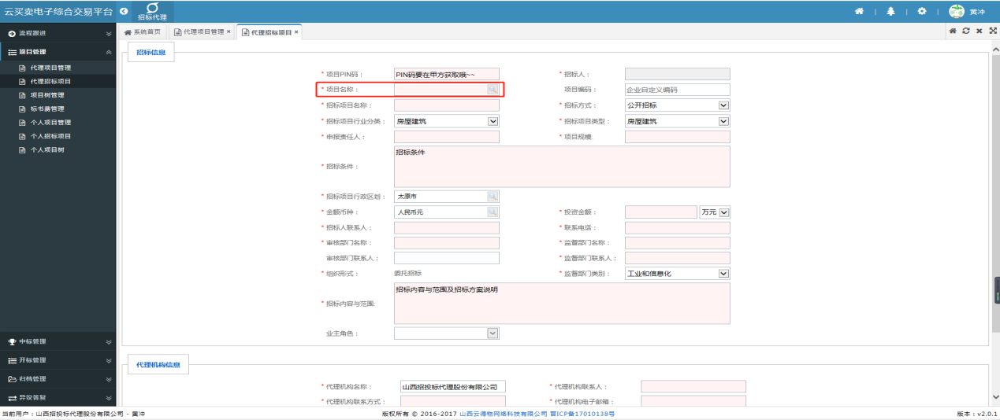 云买卖电子综合交易平台 招标代理 黄冲
流程跟进 系统首页 代理项目管理 × 代理招标项目 ×
项目管理
代理项目管理
代理招标项目
项目树管理
标书费管理
个人项目管理
个人招标项目
个人项目树
中标管理
开标管理
归档管理
异议答复
招标信息
* 项目PIN码： PIN码要在甲方获取哦~~ * 招标人：
* 项目名称： 项目编码： 企业自定义编码
* 招标项目名称： * 招标方式： 公开招标
* 招标项目行业分类： 房屋建筑 * 招标项目类型： 房屋建筑
* 申报责任人： * 项目规模:
* 招标条件： 招标条件
* 招标项目行政区划： 太原市
* 金额币种： 人民币元 * 投资金额： 万元
* 招标人联系人： * 联系电话：
* 审核部门名称： * 监督部门名称：
审核部门联系人： * 监督部门联系人：
* 组织形式： 委托招标 * 监督部门类别： 工业和信息化
* 招标内容与范围: 招标内容与范围及招标方案说明
业主角色：
代理机构信息
* 代理机构名称： 山西招投标代理股份有限公司 * 代理机构联系人：
* 代理机构联系方式： * 代理机构电子邮箱：
当前用户：山西招投标代理股份有限公司 - 黄冲 版权所有 © 2016-2017 山西云得物网络科技有限公司 晋ICP备17010138号 版本：v2.0.1